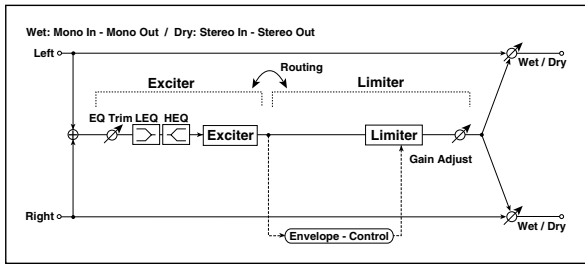 Wet: Mono In - Mono Out / Dry: Stereo In - Stereo Out
Left
Wet / Dry
Routing
Exciter
Limiter
EQ Trim LEQ HEQ
Exciter
Limiter
Gain Adjust
Right
Wet / Dry
Envelope - Control